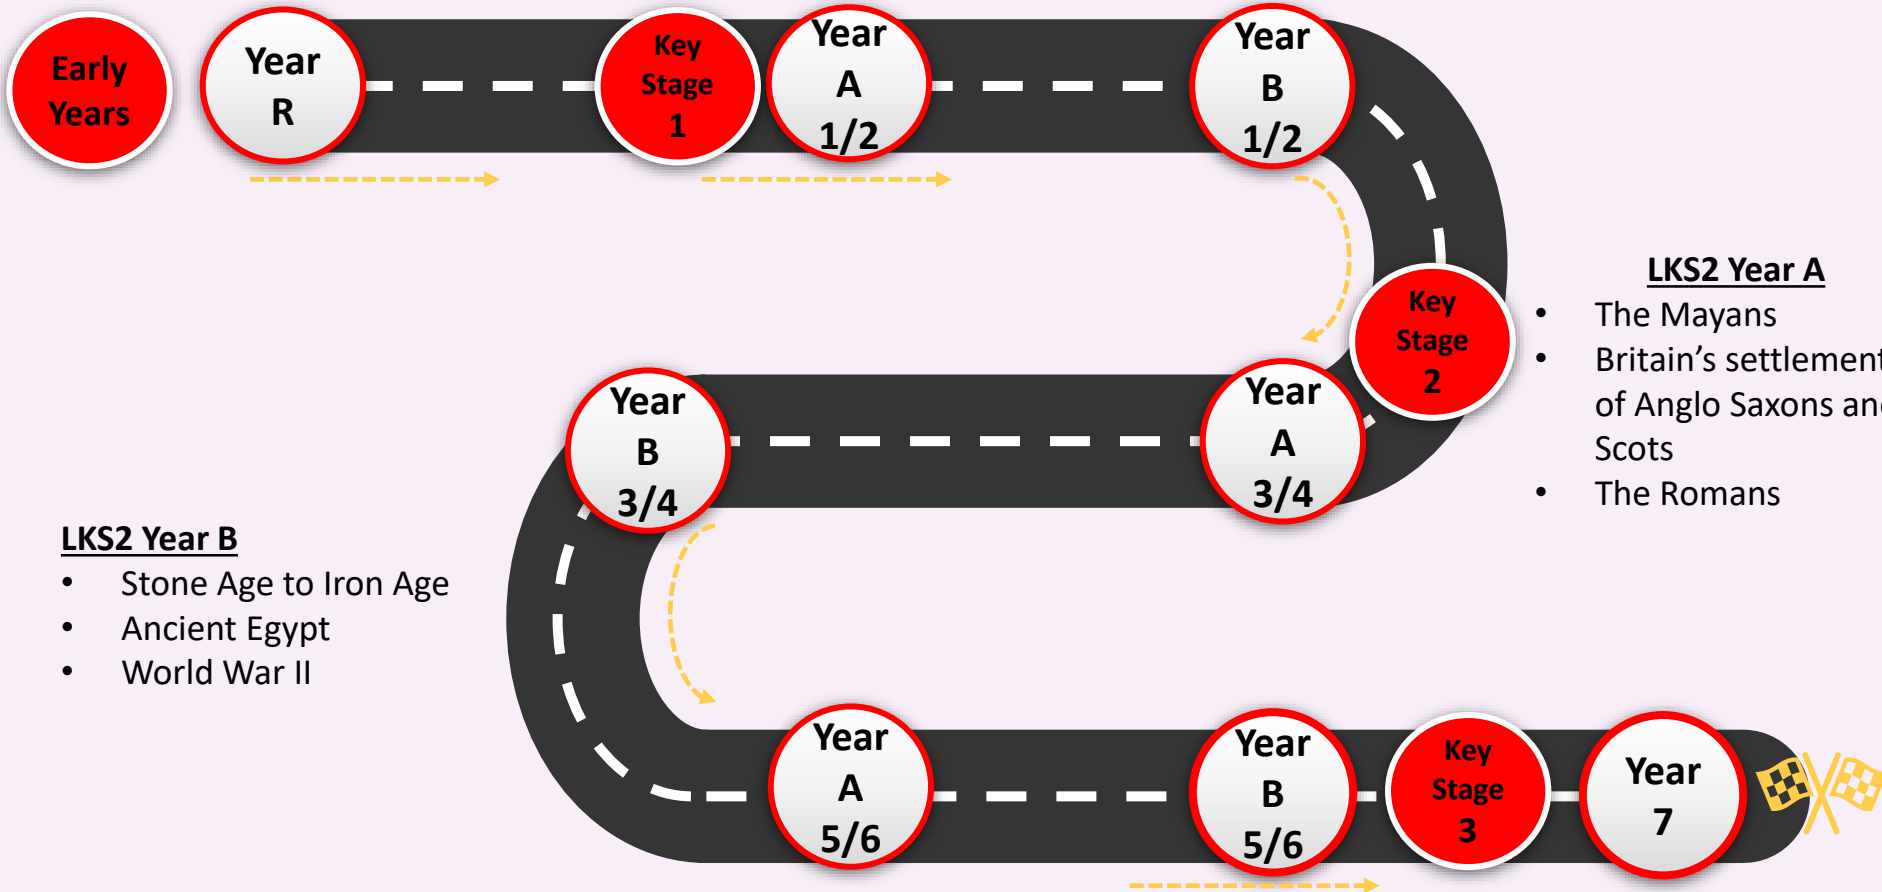 Early
Years
Year
R
Key
Stage
1
Year
A
1/2
Year
B
1/2
Key
Stage
2
LKS2 Year A
• The Mayans
• Britain’s settlement
of Anglo Saxons an
Scots
• The Romans
Year
A
3/4
Year
B
3/4
LKS2 Year B
• Stone Age to Iron Age
• Ancient Egypt
• World War II
Year
A
5/6
Year
B
5/6
Key
Stage
3
Year
7